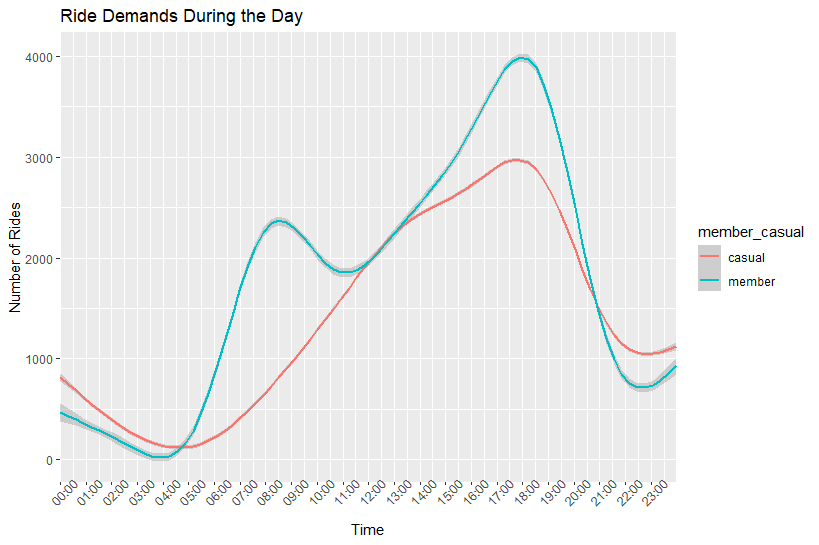 Ride Demands During the Day
Number of Rides
4000
3000
2000
1000
0
00:00 01:00 02:00 03:00 04:00 05:00 06:00 07:00 08:00 09:00 10:00 11:00 12:00 13:00 14:00 15:00 16:00 17:00 18:00 19:00 20:00 21:00 22:00 23:00
Time
member_casual
casual
member